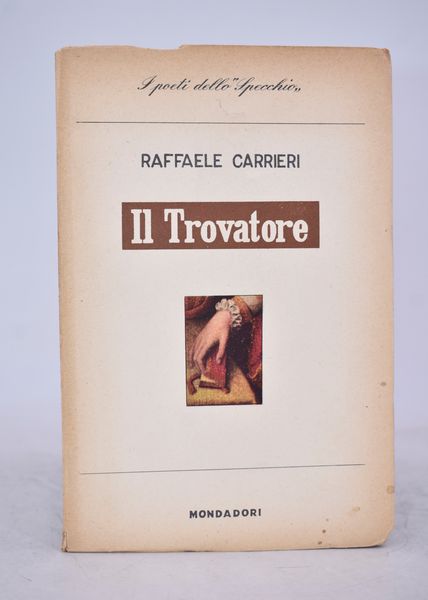 I poeti dello "Specchio„
RAFFAELE CARRIERI
Il Trovatore
MONDADORI